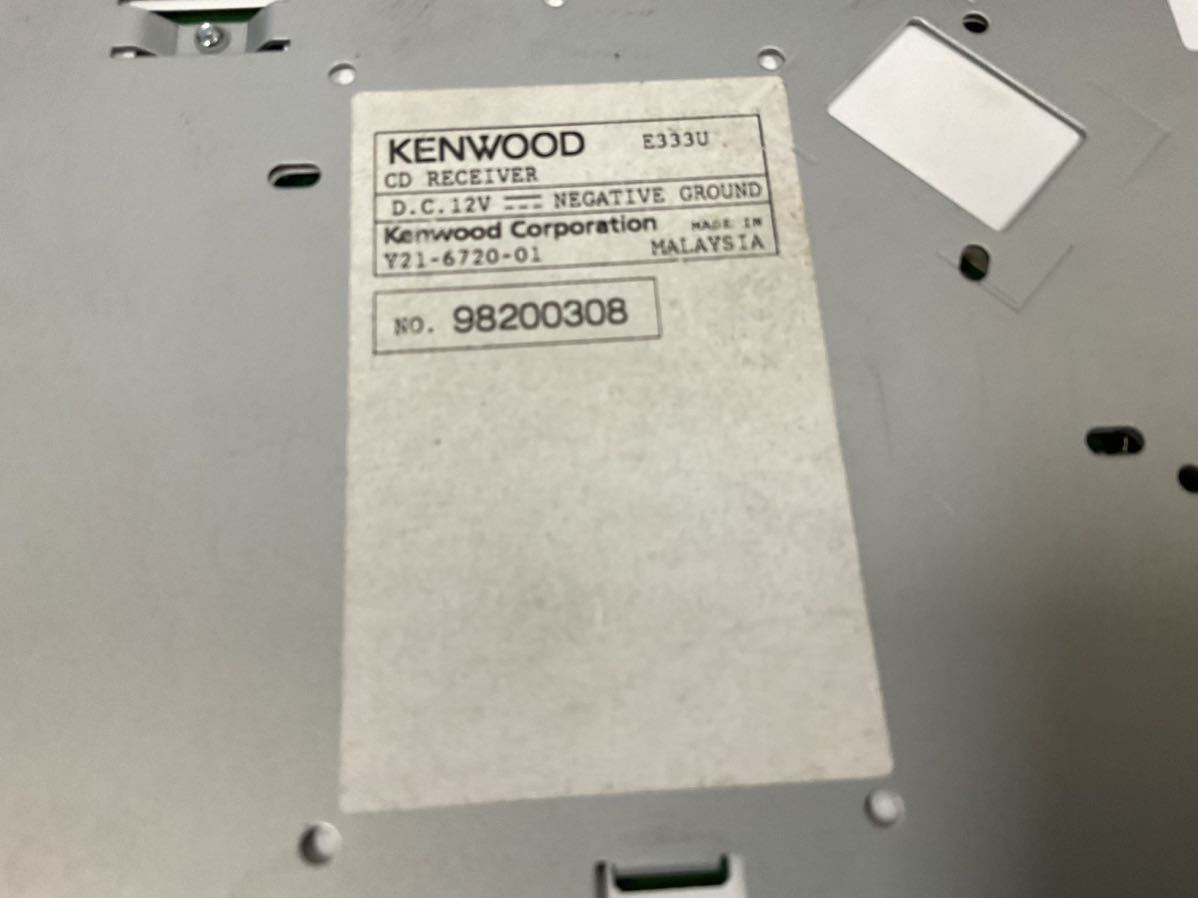 KENWOOD E333U
CD RECEIVER
D.C.12V NEGATIVE GROUND
Kenwood Corporation MADE IN
Y21-6720-01 MALAYSIA
NO. 98200308